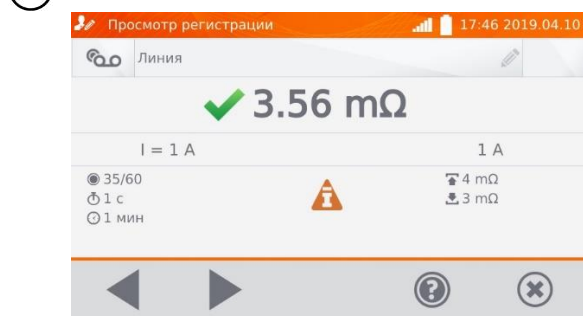 Просмотр регистрации 17:46 2019.04.10
Линия
3.56 mΩ
I = 1 A 1 A
35/60 4 mΩ
1 с 3 mΩ
1 мин